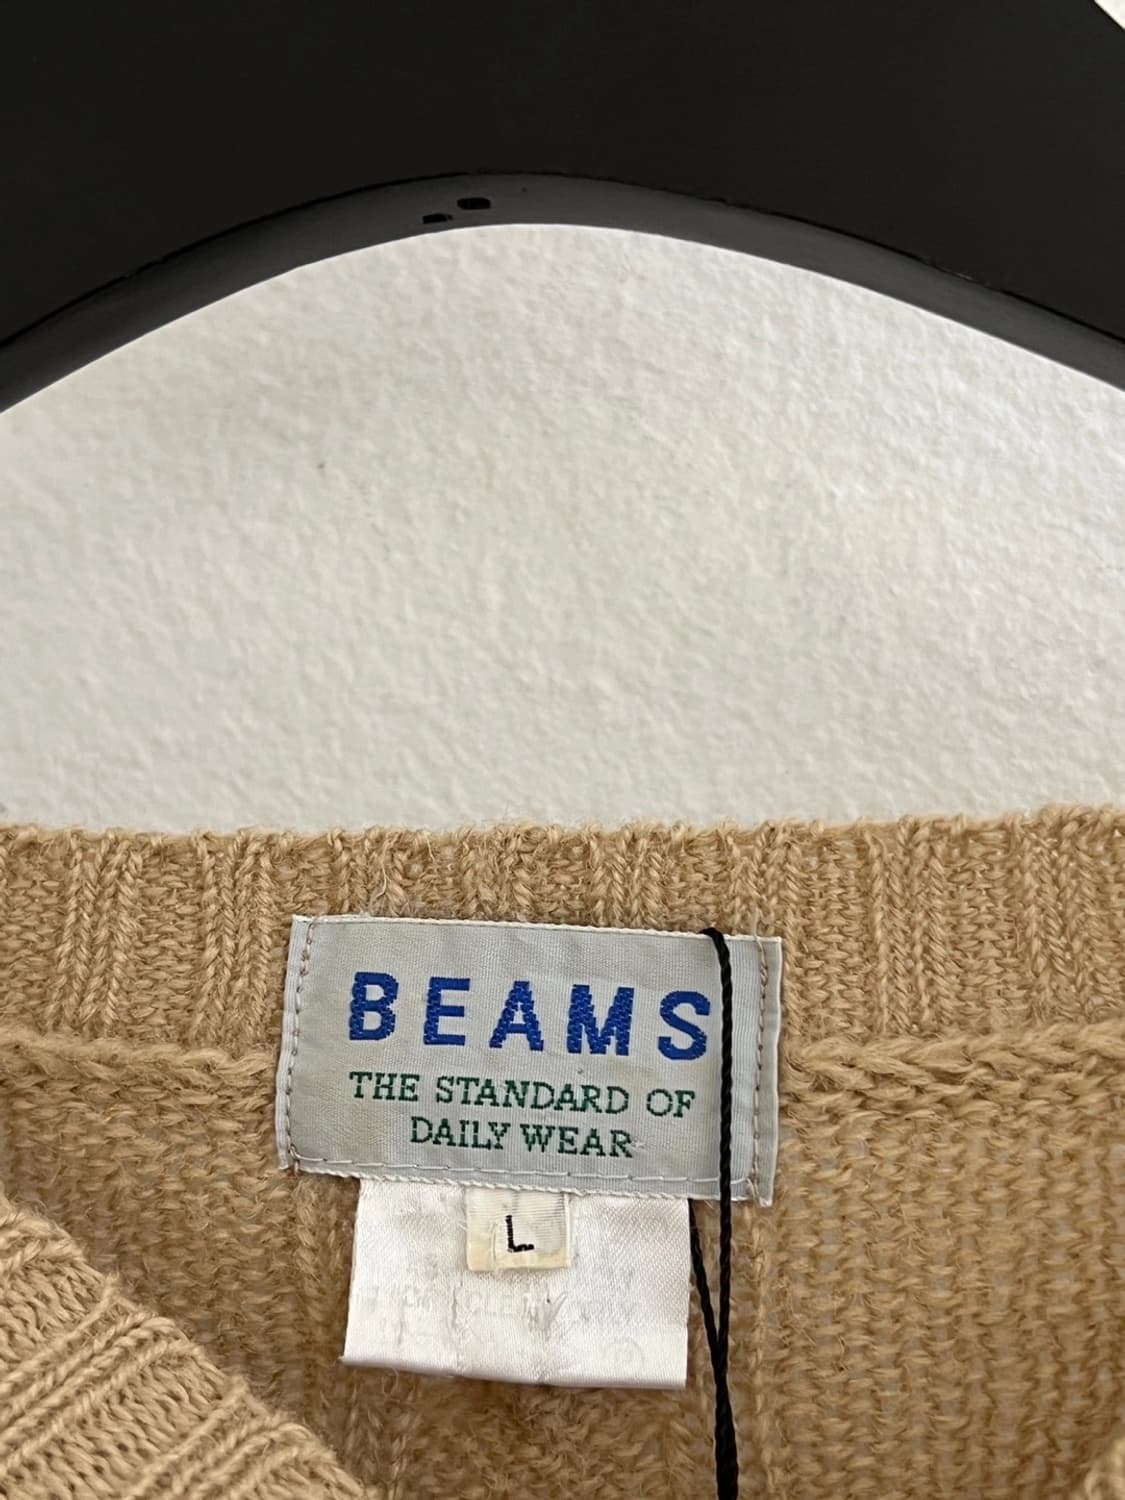 BEAMS
THE STANDARD OF
DAILY WEAR
L